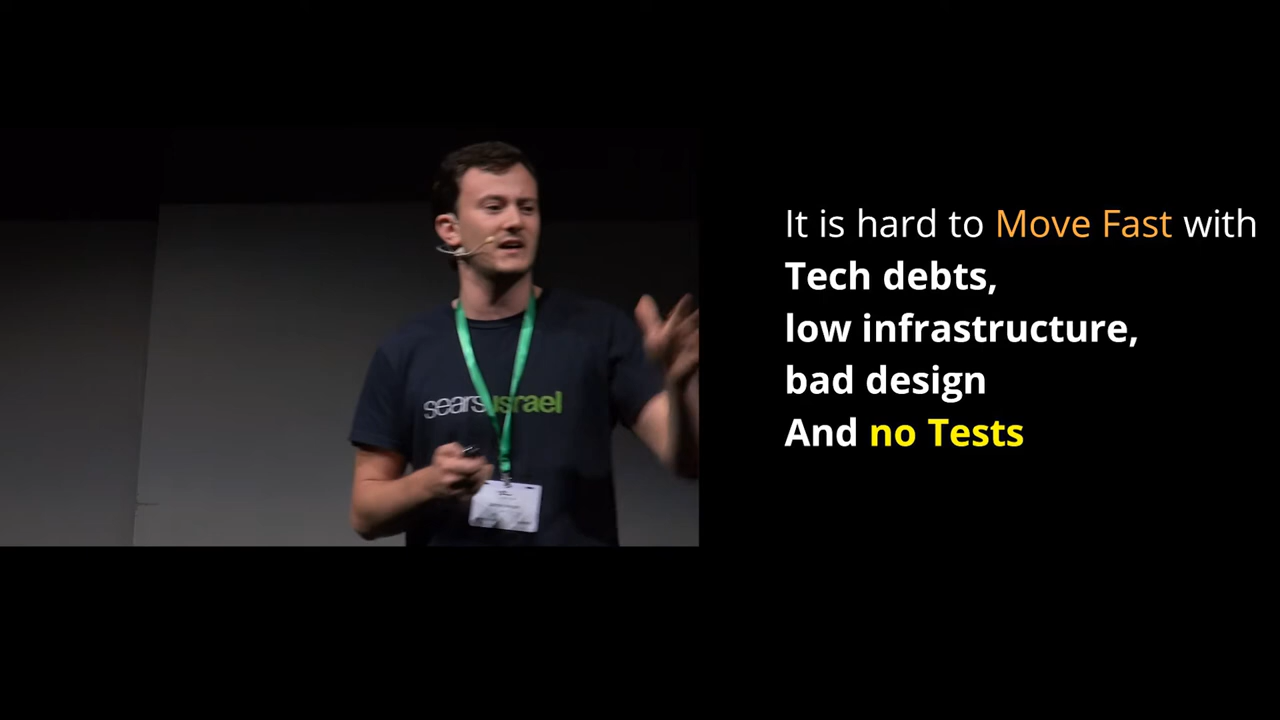 It is hard to Move Fast with
Tech debts,
low infrastructure,
bad design
And no Tests
searsisrael